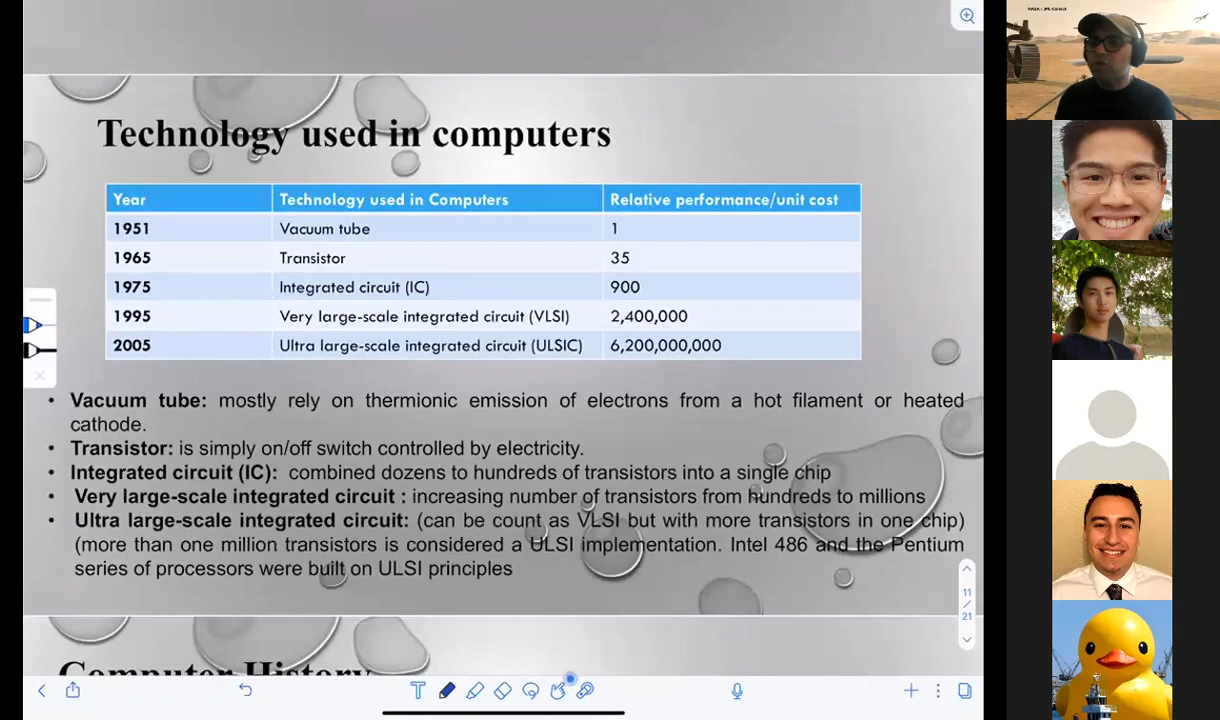 NASA / JPL-Caltech
Technology used in computers
Year Technology used in Computers Relative performance/unit cost
1951 Vacuum tube 1
1965 Transistor 35
1975 Integrated circuit (IC) 900
1995 Very large-scale integrated circuit (VLSI) 2,400,000
2005 Ultra large-scale integrated circuit (ULSIC) 6,200,000,000
• Vacuum tube: mostly rely on thermionic emission of electrons from a hot filament or heated
cathode.
• Transistor: is simply on/off switch controlled by electricity.
• Integrated circuit (IC): combined dozens to hundreds of transistors into a single chip
• Very large-scale integrated circuit : increasing number of transistors from hundreds to millions
• Ultra large-scale integrated circuit: (can be count as VLSI but with more transistors in one chip)
(more than one million transistors is considered a ULSI implementation. Intel 486 and the Pentium
series of processors were built on ULSI principles
11
/
21
Computer History
T